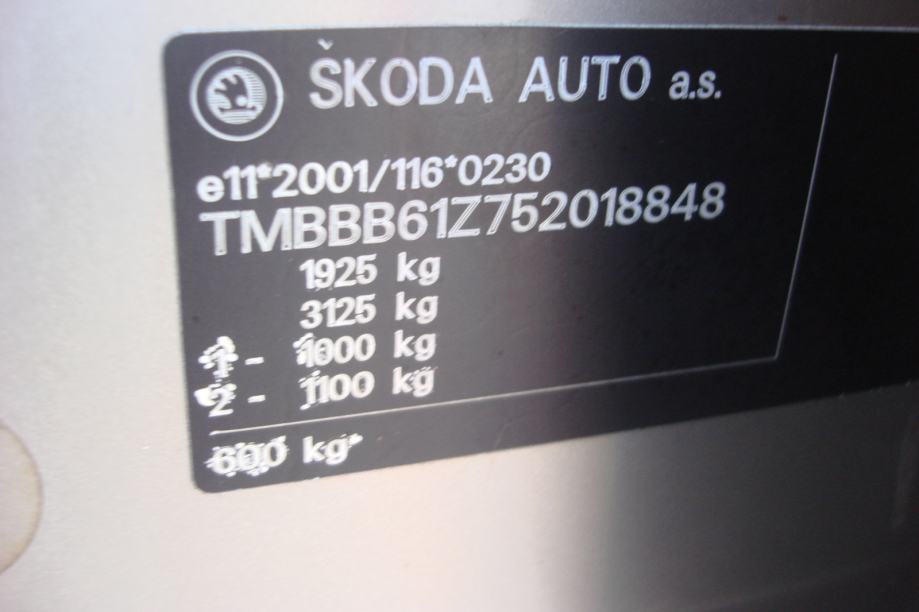 ŠKODA AUTO a.s.
e11*2001/116*0230
TMBBB61Z752018848
1925 kg
3125 kg
1 - 1000 kg
2 - 1100 kg
600 kg*